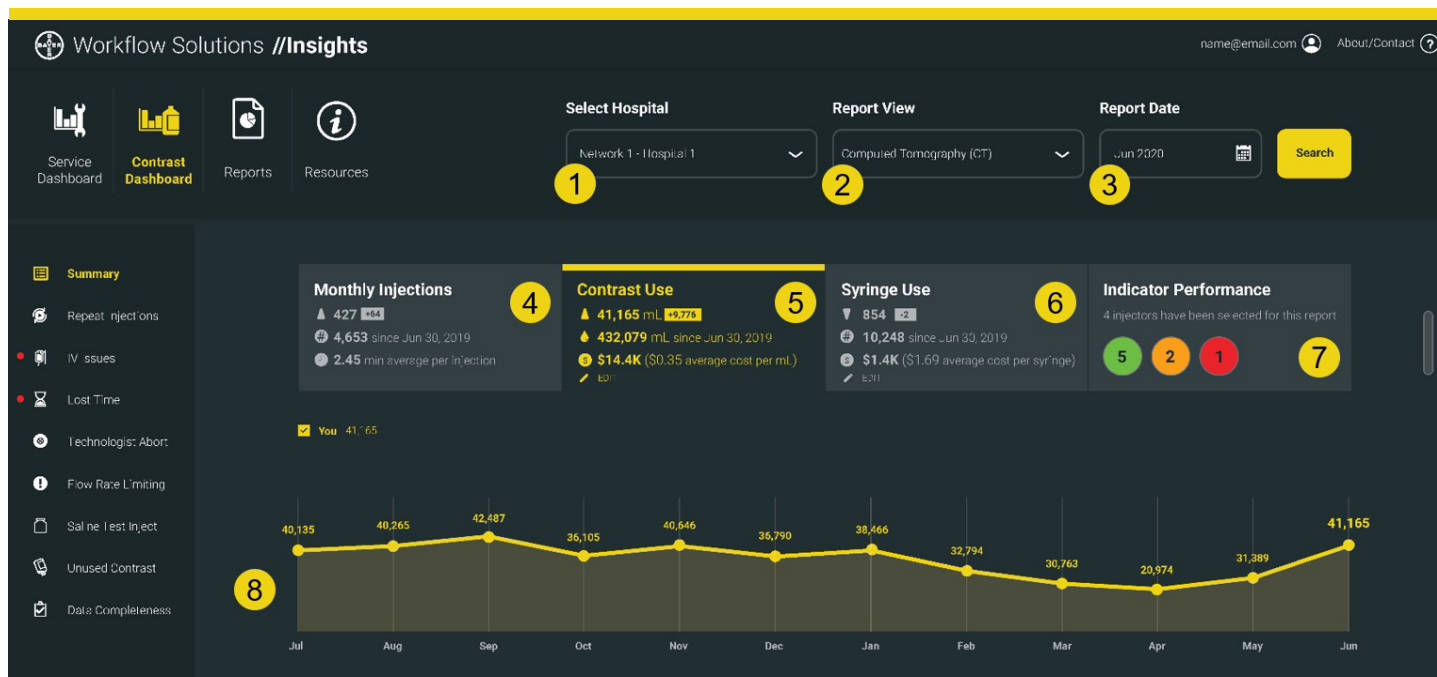 BAYER Workflow Solutions //Insights
name@email.com About/Contact ?
Service Dashboard
Contrast Dashboard
Reports
Resources
Select Hospital
Network 1 - Hospital 1
1
Report View
Computed Tomography (CT)
2
Report Date
Jun 2020
3
Search
Summary
Repeat Injections
IV Issues
Lost Time
Technologist Abort
Flow Rate Limiting
Saline Test Inject
Unused Contrast
Data Completeness
Monthly Injections
427 +64
# 4,653 since Jun 30, 2019
2.45 min average per injection
4
Contrast Use
41,165 mL +9,776
432,079 mL since Jun 30, 2019
$ $14.4K ($0.35 average cost per mL)
EDIT
5
Syringe Use
854 -2
# 10,248 since Jun 30, 2019
$ $1.4K ($1.69 average cost per syringe)
EDIT
6
Indicator Performance
4 injectors have been selected for this report
5 2 1
7
You 41,165
40,135 40,265 42,487 36,105 40,646 36,790 38,466 32,794 30,763 20,974 31,389 41,165
8
Jul Aug Sep Oct Nov Dec Jan Feb Mar Apr May Jun